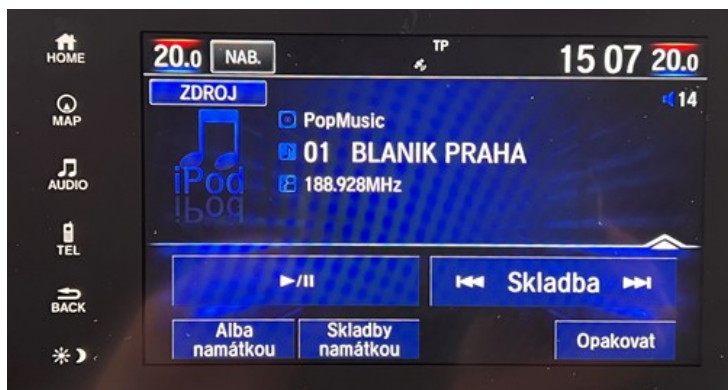 HOME
MAP
AUDIO
TEL
BACK
20.0 NAB. TP 15 07 20.0
ZDROJ 14
iPod
PopMusic
01 BLANIK PRAHA
188.928MHz
Skladba
Alba namátkou
Skladby namátkou
Opakovat